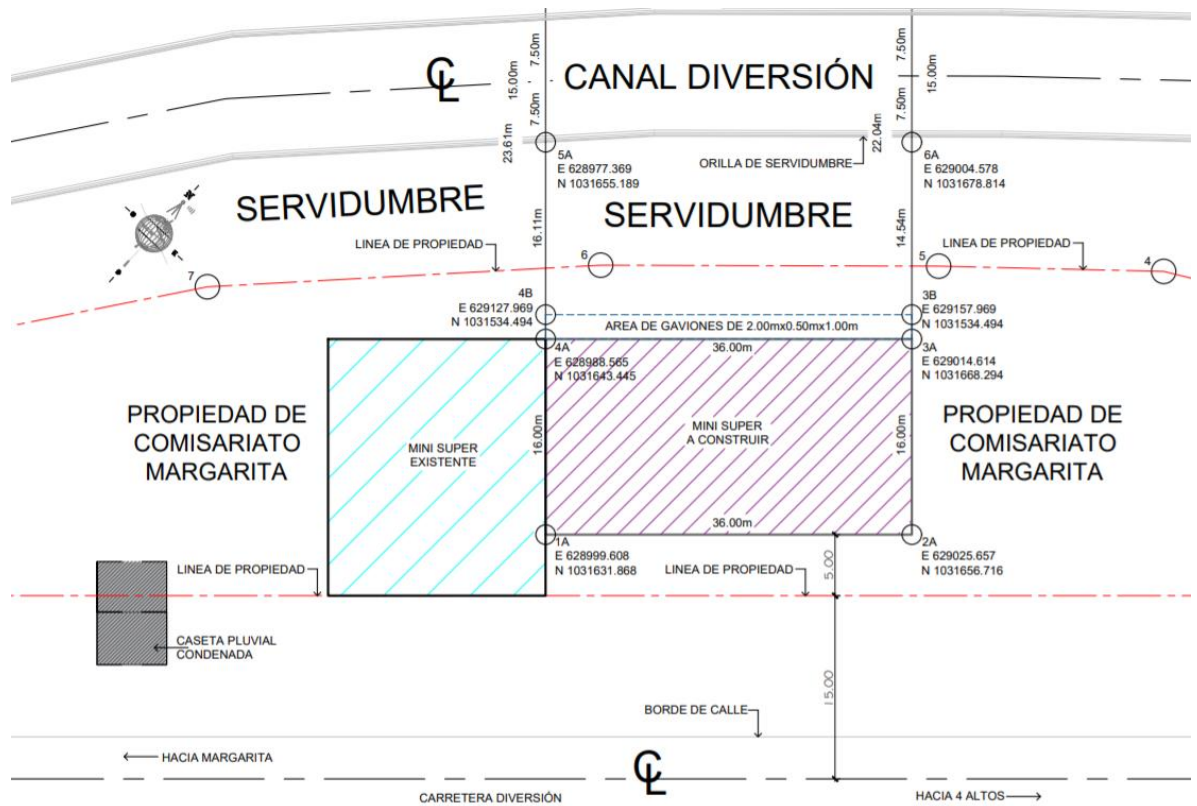 7.50m
15.00m
7.50m
CL
CANAL DIVERSIÓN
7.50m
15.00m
7.50m
23.61m
22.04m
5A
E 628977.369
N 1031655.189
ORILLA DE SERVIDUMBRE
6A
E 629004.578
N 1031678.814
SERVIDUMBRE
SERVIDUMBRE
16.11m
14.54m
LINEA DE PROPIEDAD
LINEA DE PROPIEDAD
7
6
5
4
4B
E 629127.969
N 1031534.494
3B
E 629157.969
N 1031534.494
AREA DE GAVIONES DE 2.00mx0.50mx1.00m
36.00m
4A
E 628988.565
N 1031643.445
3A
E 629014.614
N 1031668.294
PROPIEDAD DE
COMISARIATO
MARGARITA
MINI SUPER
EXISTENTE
16.00m
MINI SUPER
A CONSTRUIR
16.00m
PROPIEDAD DE
COMISARIATO
MARGARITA
36.00m
1A
E 628999.608
N 1031631.868
2A
E 629025.657
N 1031656.716
LINEA DE PROPIEDAD
LINEA DE PROPIEDAD
5.00
CASETA PLUVIAL
CONDENADA
15.00
BORDE DE CALLE
HACIA MARGARITA
CL
CARRETERA DIVERSIÓN
HACIA 4 ALTOS